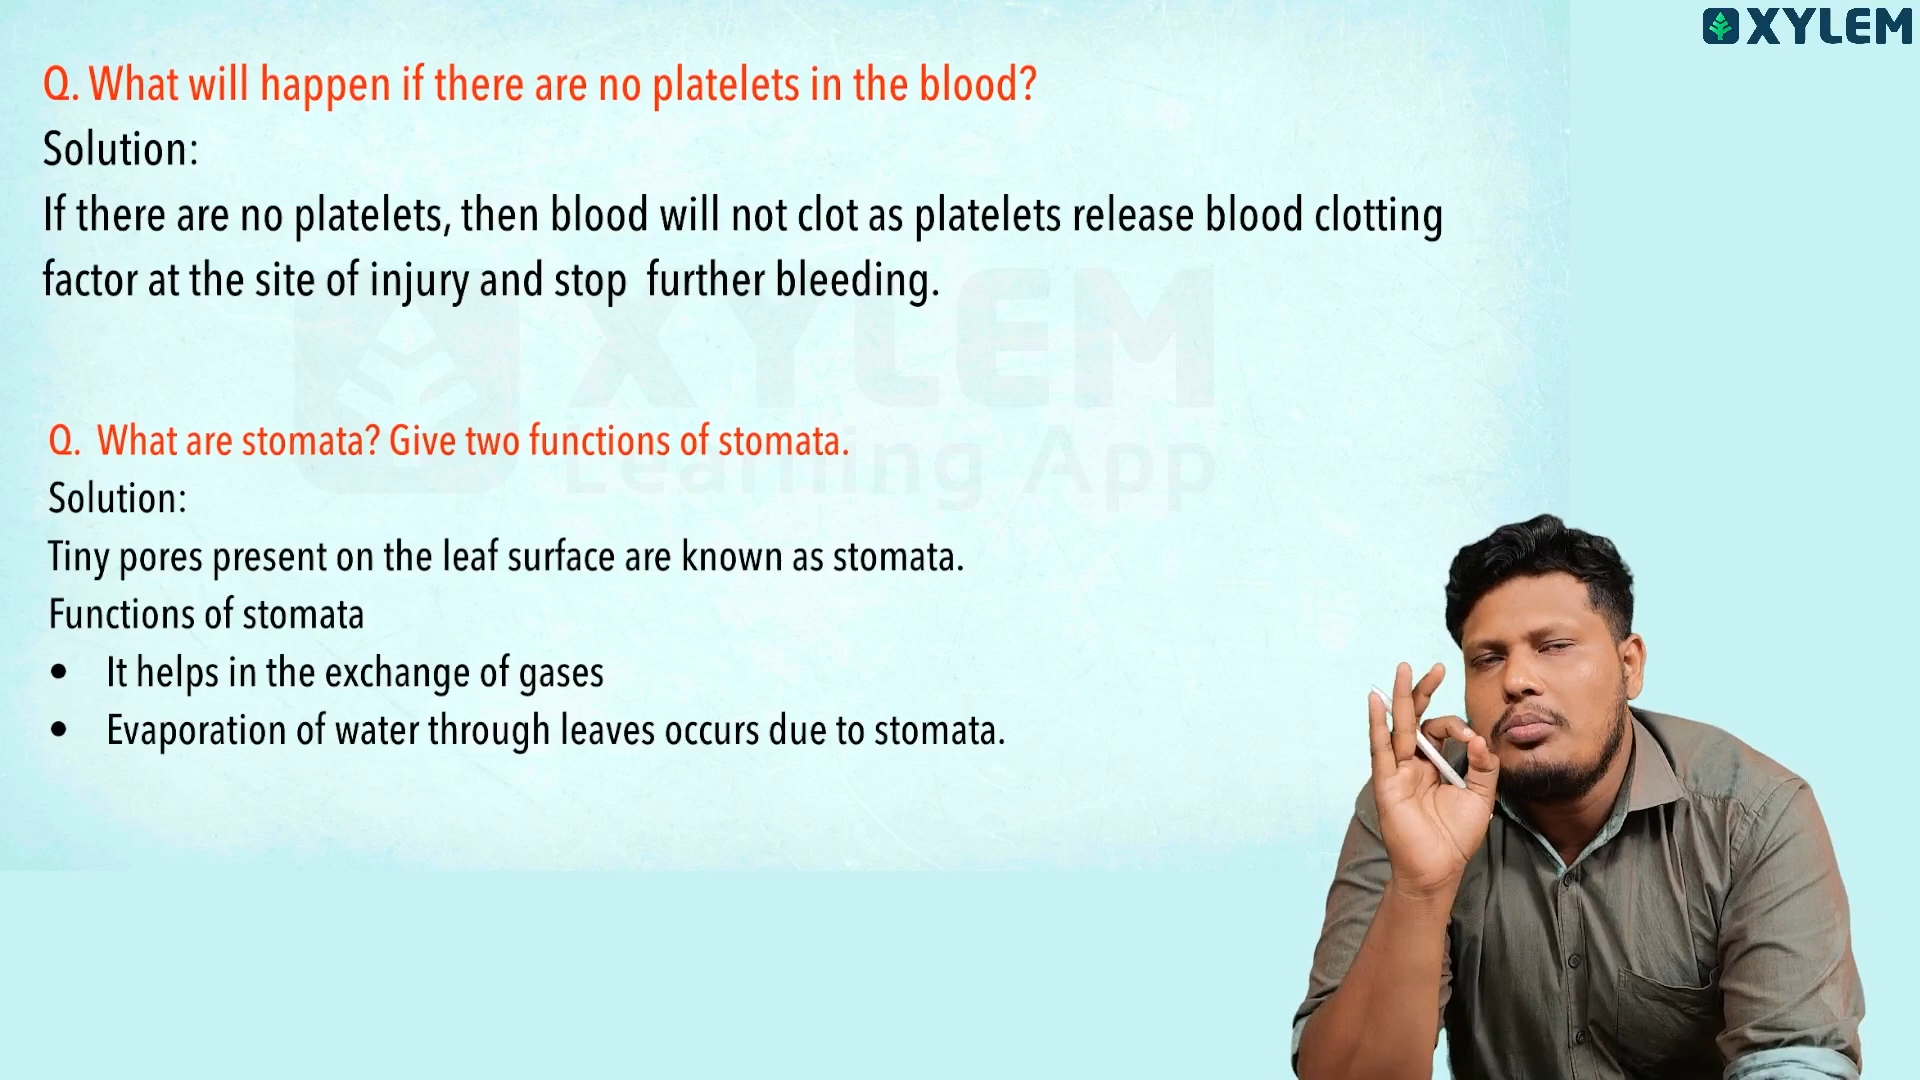 XYLEM
Q. What will happen if there are no platelets in the blood?
Solution:
If there are no platelets, then blood will not clot as platelets release blood clotting
factor at the site of injury and stop further bleeding.
XYLEM
Learning App
Q. What are stomata? Give two functions of stomata.
Solution:
Tiny pores present on the leaf surface are known as stomata.
Functions of stomata
• It helps in the exchange of gases
• Evaporation of water through leaves occurs due to stomata.